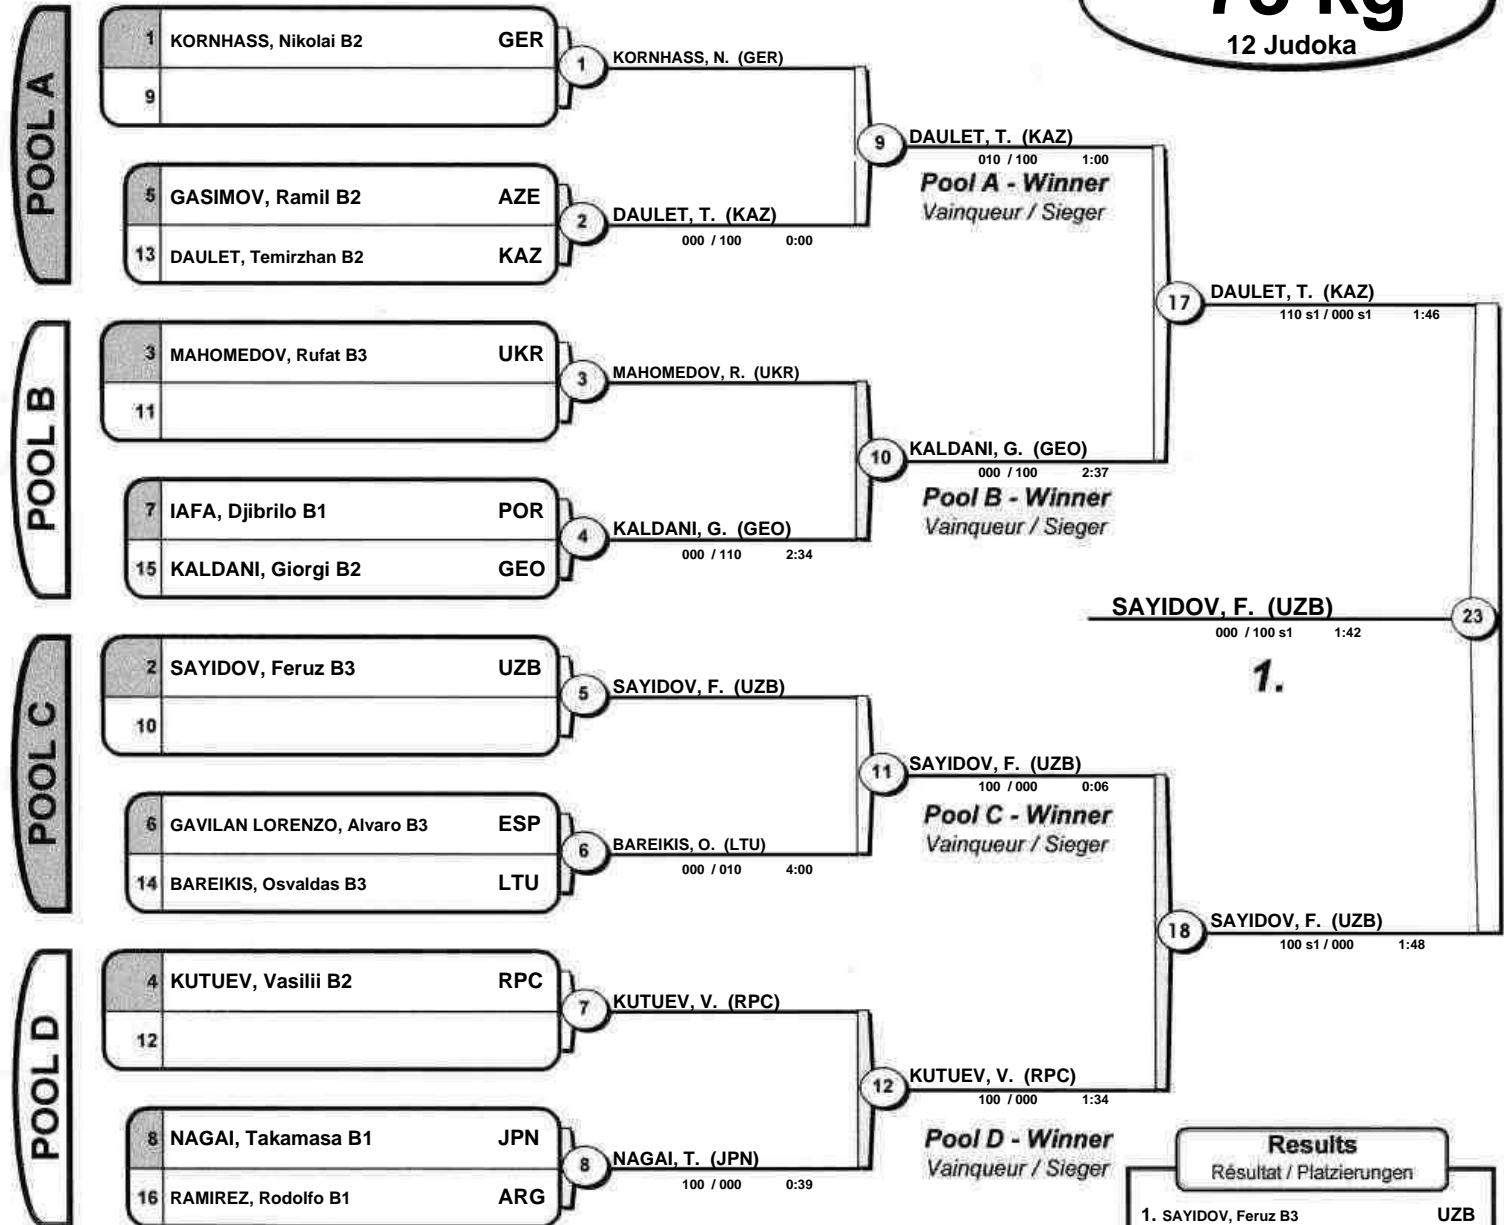 73 kg
12 Judoka
POOL A
1 KORNHASS, Nikolai B2 GER
9
1 KORNHASS, N. (GER)
5 GASIMOV, Ramil B2 AZE
13 DAULET, Temirzhan B2 KAZ
2 DAULET, T. (KAZ)
000 / 100 0:00
9 DAULET, T. (KAZ)
010 / 100 1:00
Pool A - Winner
Vainqueur / Sieger
POOL B
3 MAHOMEDOV, Rufat B3 UKR
11
3 MAHOMEDOV, R. (UKR)
7 IAFA, Djibrilo B1 POR
15 KALDANI, Giorgi B2 GEO
4 KALDANI, G. (GEO)
000 / 110 2:34
10 KALDANI, G. (GEO)
000 / 100 2:37
Pool B - Winner
Vainqueur / Sieger
17 DAULET, T. (KAZ)
110 s1 / 000 s1 1:46
SAYIDOV, F. (UZB) 23
000 / 100 s1 1:42
1.
POOL C
2 SAYIDOV, Feruz B3 UZB
10
5 SAYIDOV, F. (UZB)
6 GAVILAN LORENZO, Alvaro B3 ESP
14 BAREIKIS, Osvaldas B3 LTU
6 BAREIKIS, O. (LTU)
000 / 010 4:00
11 SAYIDOV, F. (UZB)
100 / 000 0:06
Pool C - Winner
Vainqueur / Sieger
POOL D
4 KUTUEV, Vasilii B2 RPC
12
7 KUTUEV, V. (RPC)
8 NAGAI, Takamasa B1 JPN
16 RAMIREZ, Rodolfo B1 ARG
8 NAGAI, T. (JPN)
100 / 000 0:39
12 KUTUEV, V. (RPC)
100 / 000 1:34
Pool D - Winner
Vainqueur / Sieger
18 SAYIDOV, F. (UZB)
100 s1 / 000 1:48
Results
Résultat / Platzierungen
1. SAYIDOV, Feruz B3 UZB